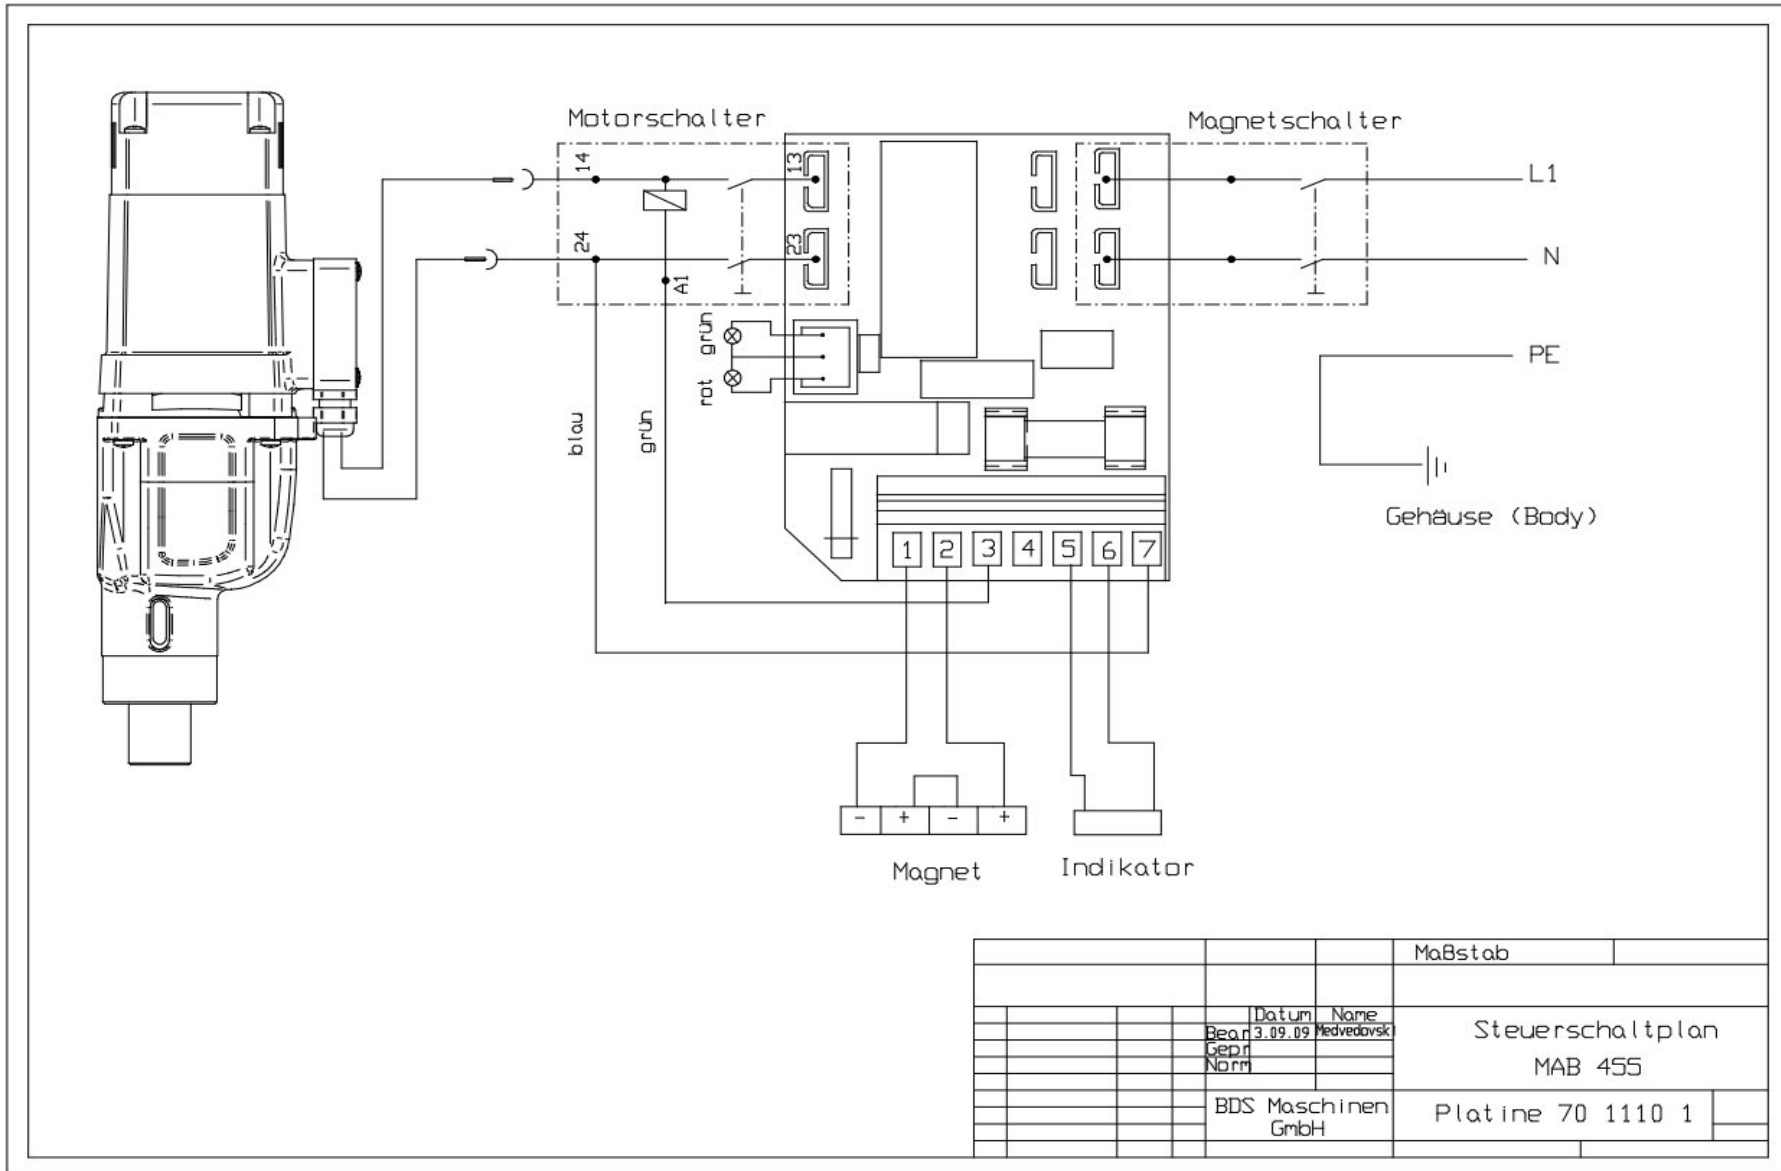 Motorschalter
Magnetschalter
14
13
L1
24
23
N
A1
grün
rot
PE
blau
grün
Gehäuse (Body)
1 2 3 4 5 6 7
- + - +
Magnet
Indikator
Maßstab
Datum Name
Bear 3.09.09 Medvedovski
Gepr
Norm
Steuerschaltplan
MAB 455
BDS Maschinen
GmbH
Platine 70 1110 1